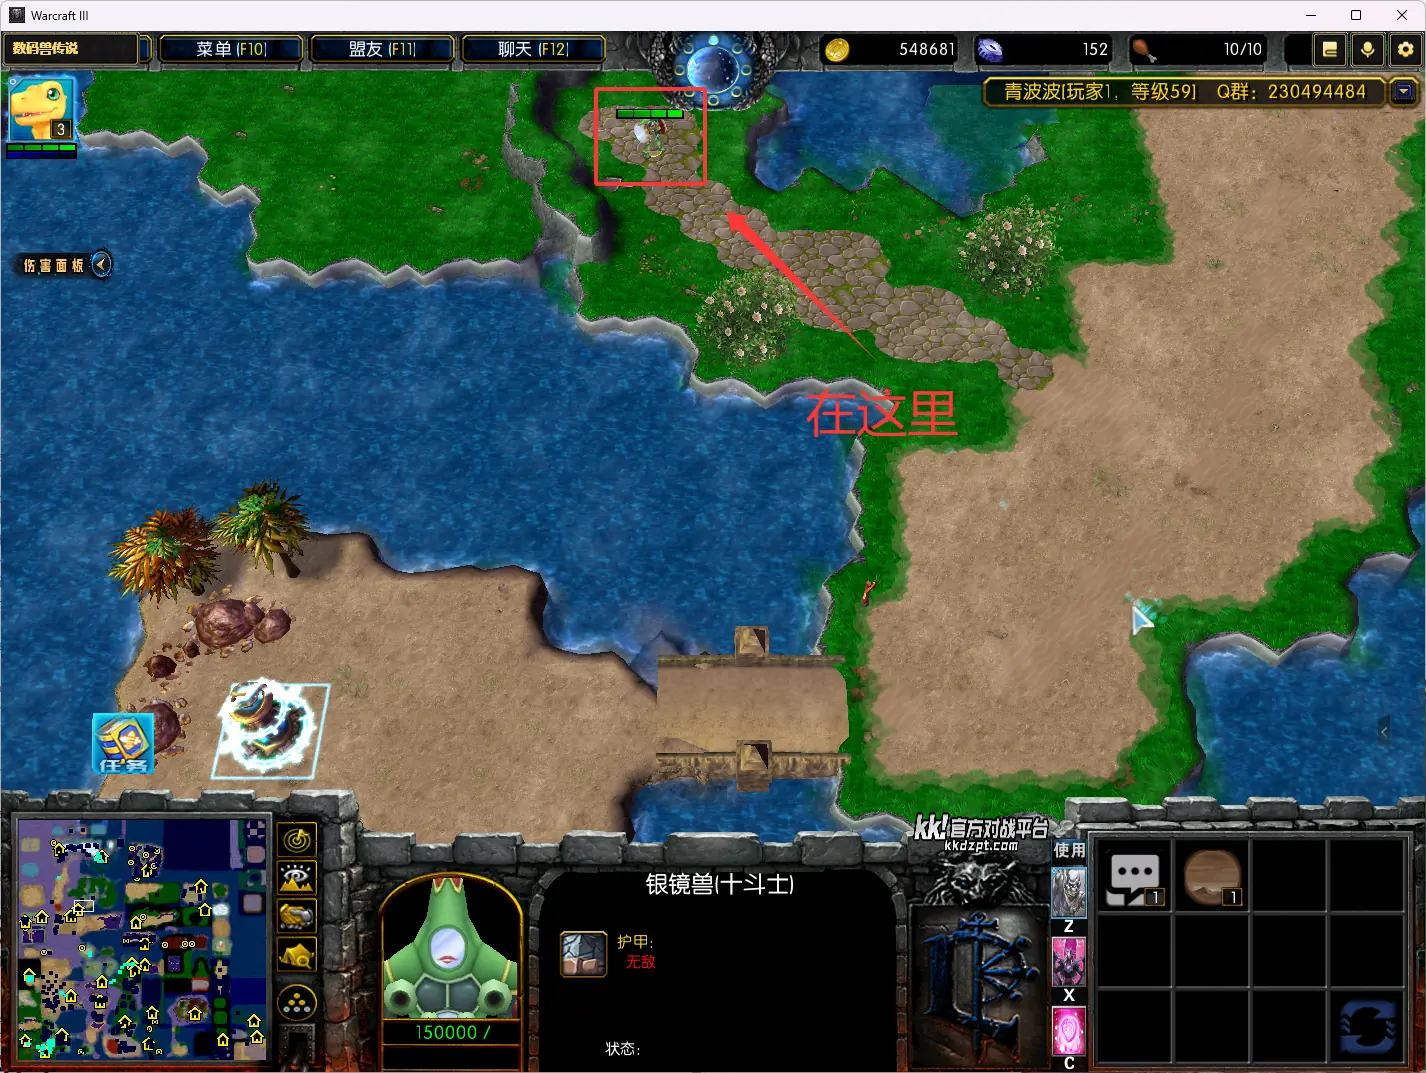 Warcraft III
数码兽传说
菜单 (F10)
盟友 (F11)
聊天 (F12)
548681
152
10/10
青波波[玩家1, 等级59] Q群: 230494484
3
伤害面板
在这里
任务
kk!官方对战平台
kkdzpt.com
使用
银镜兽(十斗士)
护甲:
无敌
150000 /
状态:
Z
X
C
1
1